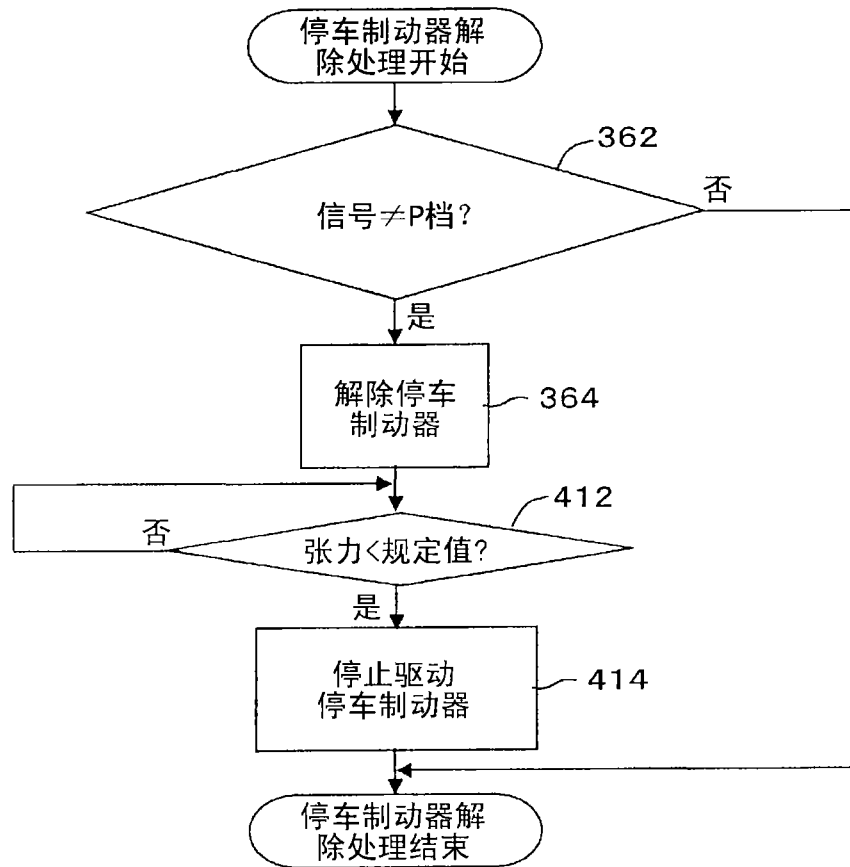 停车制动器解
除处理开始
362
信号≠P档?
否
是
解除停车
制动器
364
412
张力<规定值?
否
是
停止驱动
停车制动器
414
停车制动器解
除处理结束